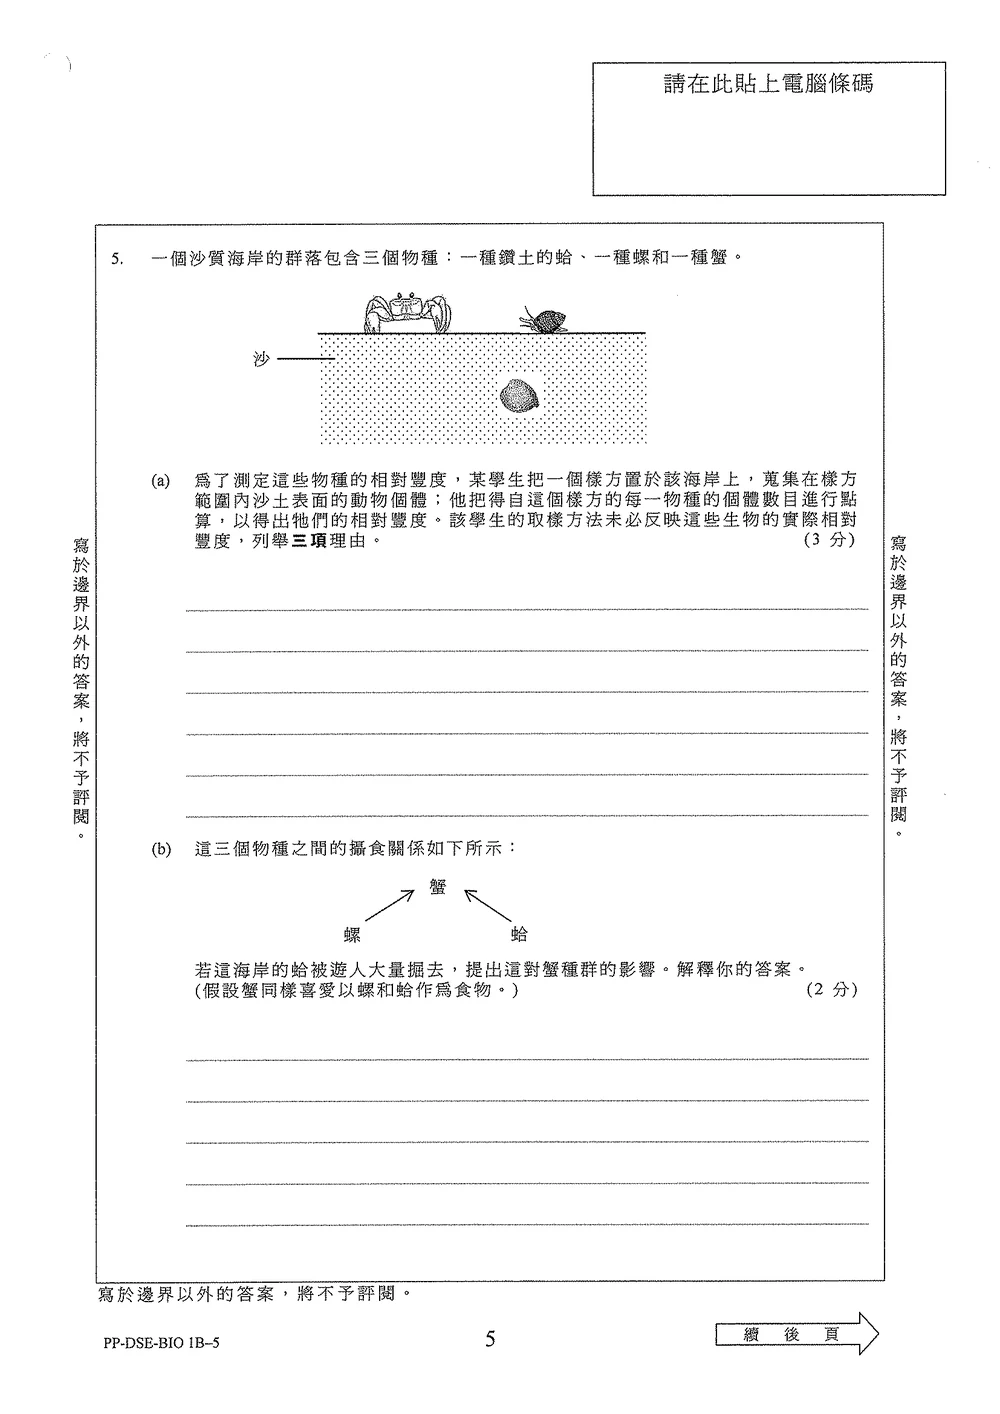 請在此貼上電腦條碼
5. 一個沙質海岸的群落包含三個物種：一種鑽土的蛤、一種螺和一種蟹。
沙
(a) 爲了測定這些物種的相對豐度，某學生把一個樣方置於該海岸上，蒐集在樣方
範圍內沙土表面的動物個體；他把得自這個樣方的每一物種的個體數目進行點
算，以得出牠們的相對豐度。該學生的取樣方法未必反映這些生物的實際相對
豐度，列舉三項理由。 (3 分)
(b) 這三個物種之間的攝食關係如下所示：
蟹
螺 蛤
若這海岸的蛤被遊人大量掘去，提出這對蟹種群的影響。解釋你的答案。
(假設蟹同樣喜愛以螺和蛤作爲食物。) (2 分)
寫於邊界以外的答案，將不予評閱。
寫於邊界以外的答案，將不予評閱。
寫於邊界以外的答案，將不予評閱。
PP-DSE-BIO 1B–5
5
續後頁